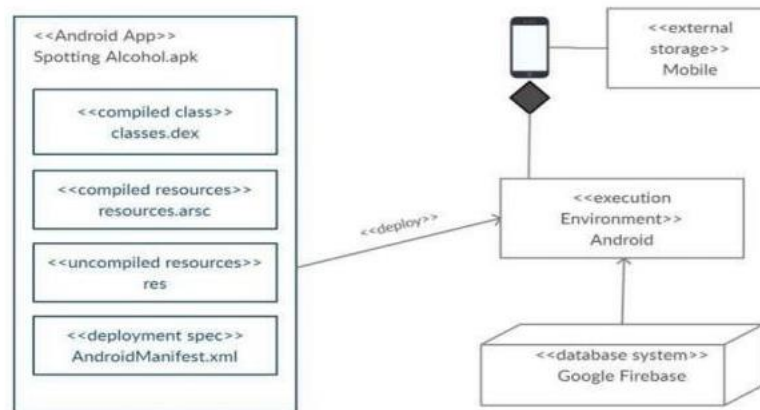 <<Android App>>
Spotting Alcohol.apk
<<compiled class>>
classes.dex
<<compiled resources>>
resources.arsc
<<uncompiled resources>>
res
<<deployment spec>>
AndroidManifest.xml
<<deploy>>
<<external
storage>>
Mobile
<<execution
Environment>>
Android
<<database system>>
Google Firebase